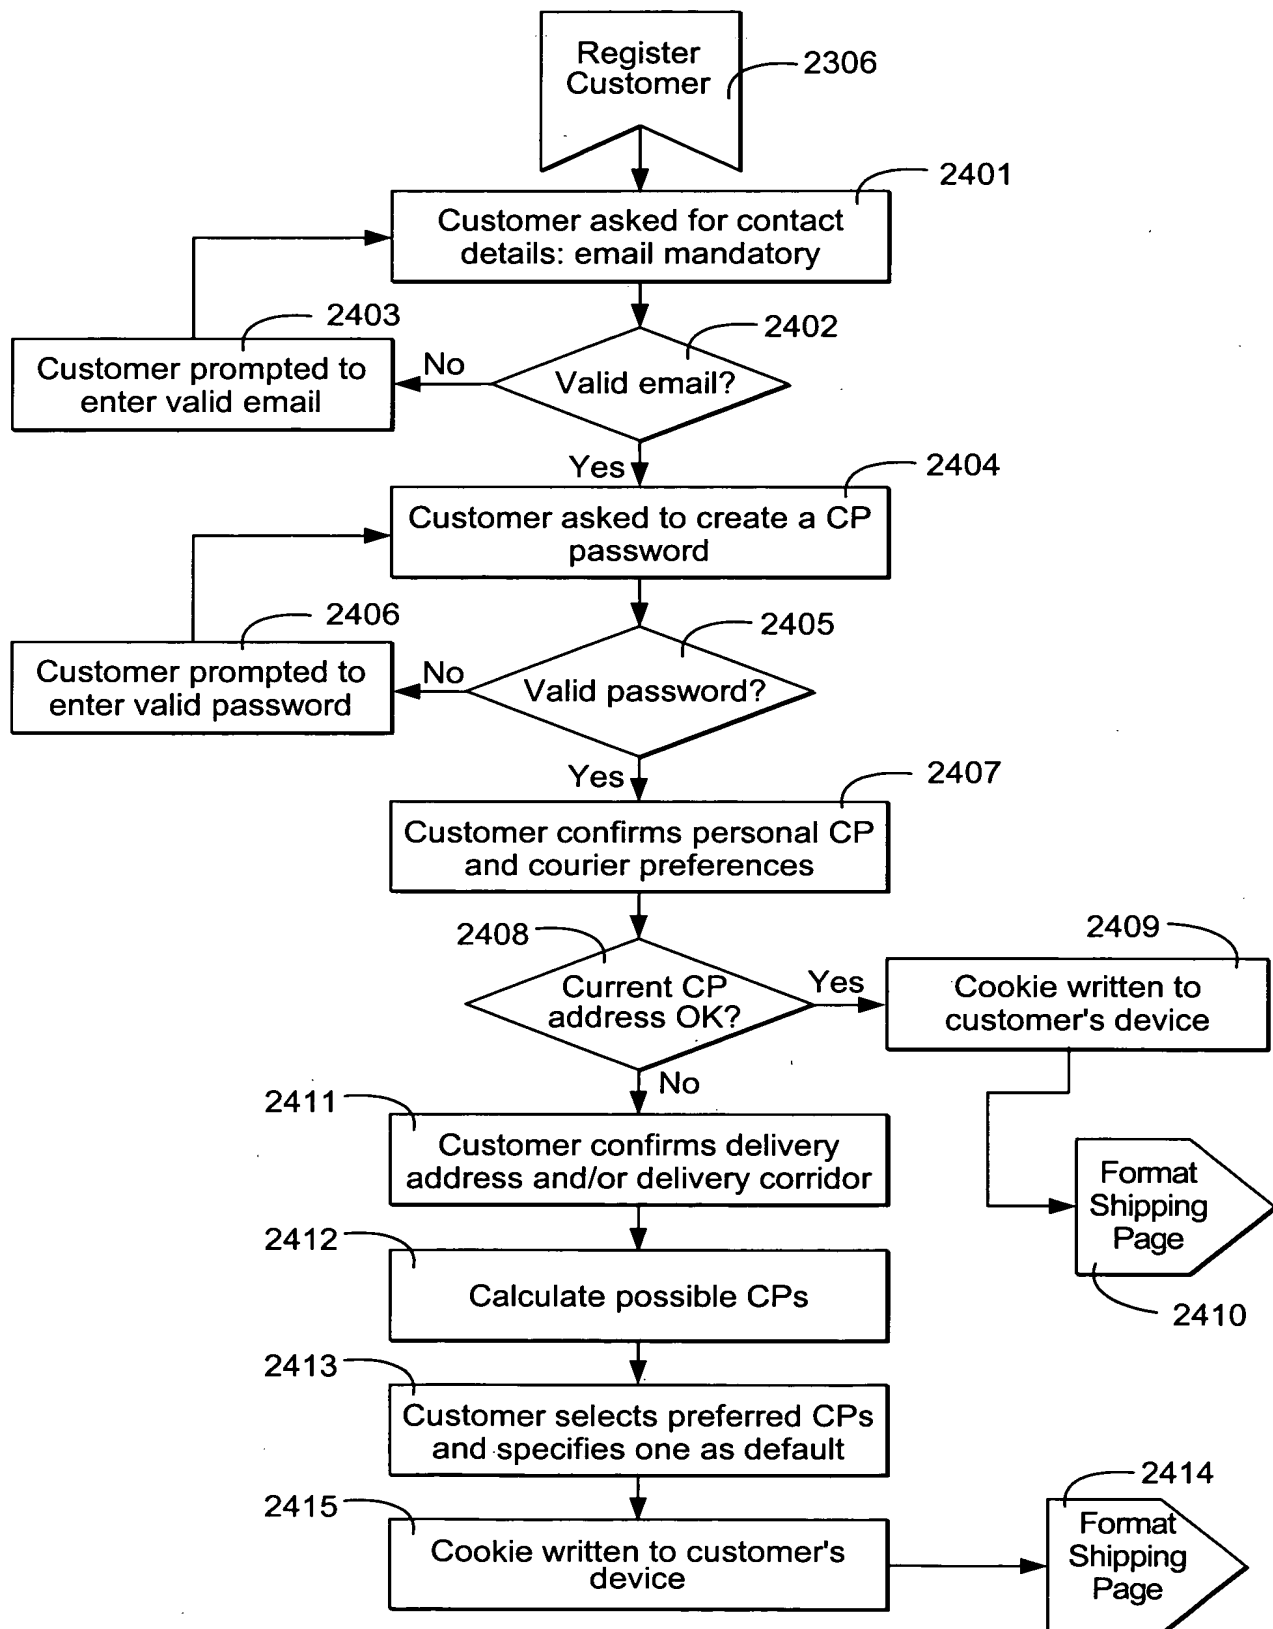 Register
Customer
2306
2401
Customer asked for contact
details: email mandatory
2403
2402
Customer prompted to
enter valid email
No
Valid email?
Yes
2404
Customer asked to create a CP
password
2406
2405
Customer prompted to
enter valid password
No
Valid password?
Yes
2407
Customer confirms personal CP
and courier preferences
2408
2409
Current CP
address OK?
Yes
Cookie written to
customer's device
No
2411
Customer confirms delivery
address and/or delivery corridor
Format
Shipping
Page
2410
2412
Calculate possible CPs
2413
Customer selects preferred CPs
and specifies one as default
2415
2414
Cookie written to customer's
device
Format
Shipping
Page